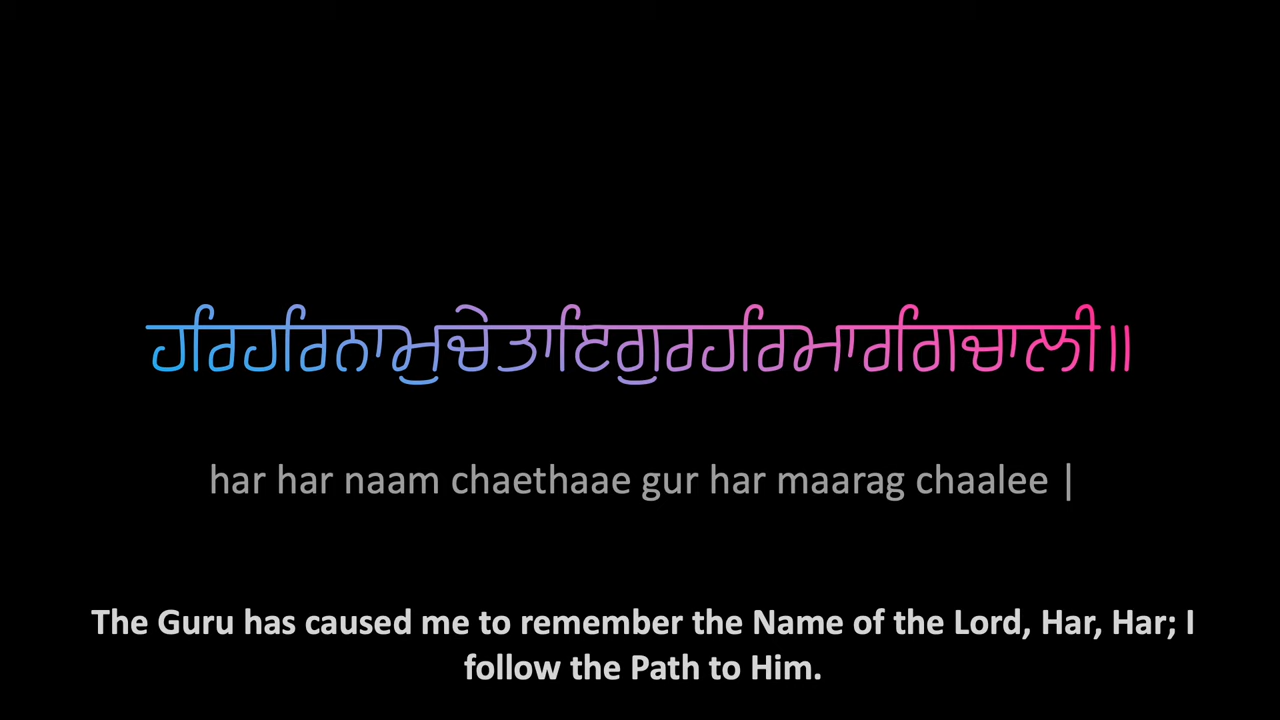 ਹਰਿਹਰਿਨਾਮੁਚੇਤਾਇਗੁਰਹਰਿਮਾਰਗਿਚਾਲੀ॥
har har naam chaethaae gur har maarag chaalee |
The Guru has caused me to remember the Name of the Lord, Har, Har; I
follow the Path to Him.